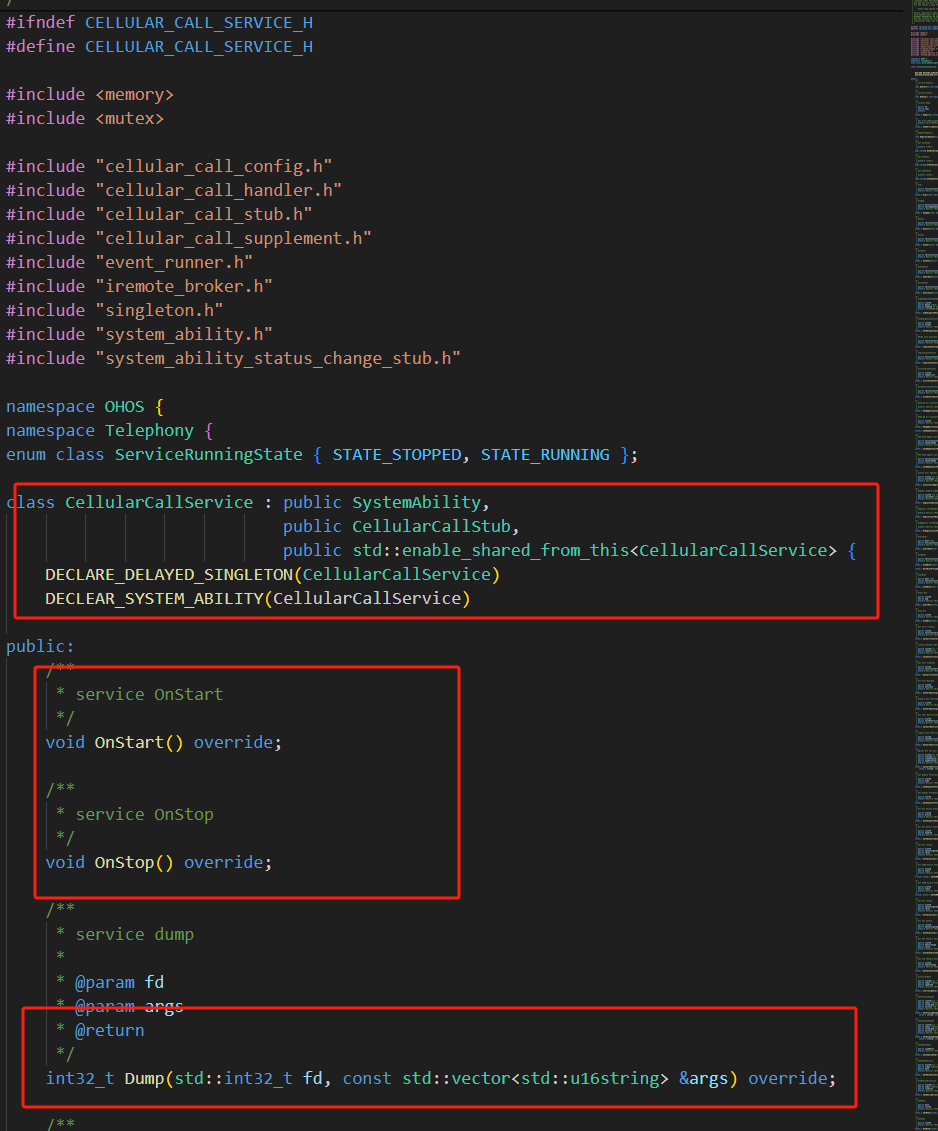 /
#ifndef CELLULAR_CALL_SERVICE_H
#define CELLULAR_CALL_SERVICE_H

#include <memory>
#include <mutex>

#include "cellular_call_config.h"
#include "cellular_call_handler.h"
#include "cellular_call_stub.h"
#include "cellular_call_supplement.h"
#include "event_runner.h"
#include "iremote_broker.h"
#include "singleton.h"
#include "system_ability.h"
#include "system_ability_status_change_stub.h"

namespace OHOS {
namespace Telephony {
enum class ServiceRunningState { STATE_STOPPED, STATE_RUNNING };

class CellularCallService : public SystemAbility,
                            public CellularCallStub,
                            public std::enable_shared_from_this<CellularCallService> {
    DECLARE_DELAYED_SINGLETON(CellularCallService)
    DECLEAR_SYSTEM_ABILITY(CellularCallService)

public:
    /**
     * service OnStart
     */
    void OnStart() override;

    /**
     * service OnStop
     */
    void OnStop() override;

    /**
     * service dump
     *
     * @param fd
     * @param args
     * @return
     */
    int32_t Dump(std::int32_t fd, const std::vector<std::u16string> &args) override;

    /**